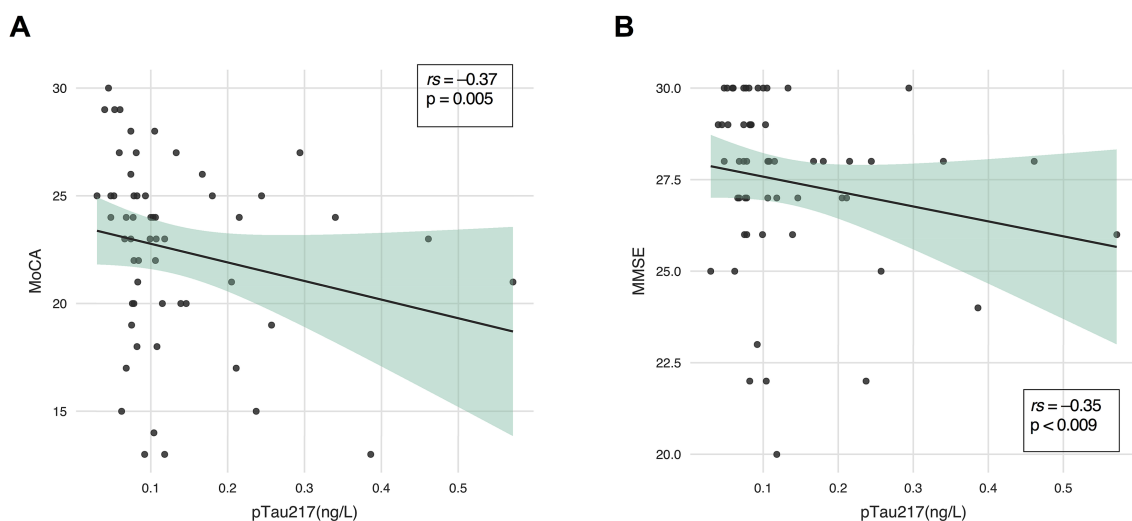 A
B
rs = −0.37
p = 0.005
MoCA
30
25
20
15
0.1
0.2
0.3
0.4
0.5
pTau217(ng/L)
MMSE
30.0
27.5
25.0
22.5
20.0
rs = −0.35
p < 0.009
0.1
0.2
0.3
0.4
0.5
pTau217(ng/L)